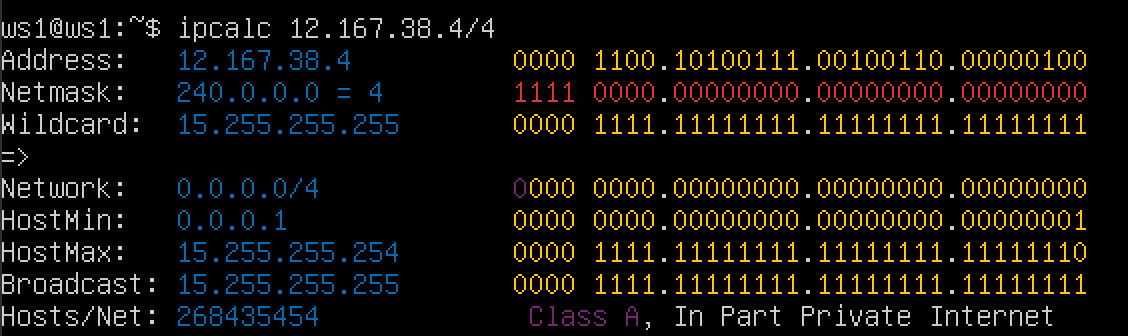 ws1@ws1:~$ ipcalc 12.167.38.4/4
Address:   12.167.38.4          0000 1100.10100111.00100110.00000100
Netmask:   240.0.0.0 = 4        1111 0000.00000000.00000000.00000000
Wildcard:  15.255.255.255       0000 1111.11111111.11111111.11111111
=>
Network:   0.0.0.0/4            0000 0000.00000000.00000000.00000000
HostMin:   0.0.0.1              0000 0000.00000000.00000000.00000001
HostMax:   15.255.255.254       0000 1111.11111111.11111111.11111110
Broadcast: 15.255.255.255       0000 1111.11111111.11111111.11111111
Hosts/Net: 268435454             Class A, In Part Private Internet